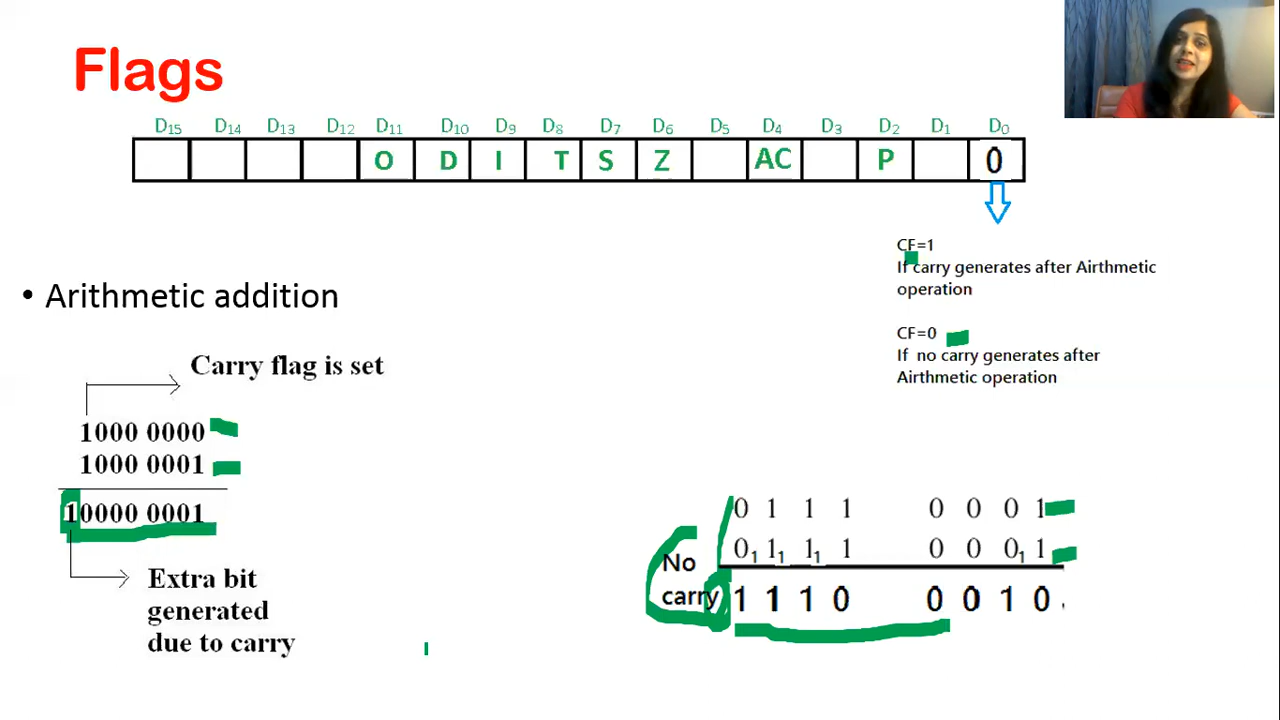 Flags
D15 D14 D13 D12 D11 D10 D9 D8 D7 D6 D5 D4 D3 D2 D1 D0
O D I T S Z AC P 0
CF=1
If carry generates after Airthmetic
operation
• Arithmetic addition
CF=0
If no carry generates after
Airthmetic operation
Carry flag is set
1000 0000
1000 0001
10000 0001
Extra bit
generated
due to carry
0 1 1 1 0 0 0 1
0 1 1 1 1 1 1 0 0 0 1 1
No
carry
1 1 1 0 0 0 1 0